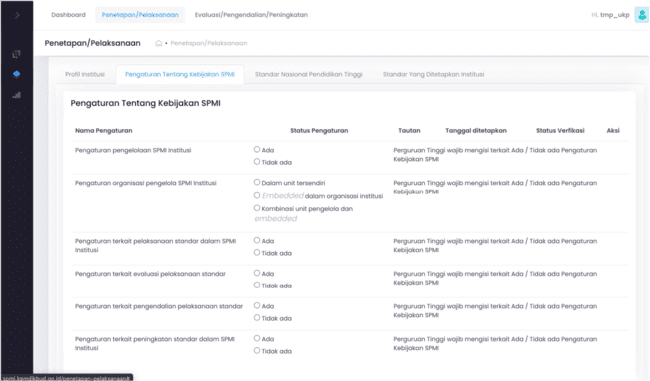 Dashboard Penetapan/Pelaksanaan Evaluasi/Pengendalian/Peningkatan Hi, tmp_ukp
Penetapan/Pelaksanaan • Penetapan/Pelaksanaan
Profil Institusi Pengaturan Tentang Kebijakan SPMI Standar Nasional Pendidikan Tinggi Standar Yang Ditetapkan Institusi
Pengaturan Tentang Kebijakan SPMI
Nama Pengaturan Status Pengaturan Tautan Tanggal ditetapkan Status Verfikasi Aksi
Pengaturan pengelolaan SPMI Institusi
Ada
Tidak ada
Perguruan Tinggi wajib mengisi terkait Ada / Tidak ada Pengaturan
Kebijakan SPMI
Pengaturan organisasi pengelola SPMI Institusi
Dalam unit tersendiri
Embedded dalam organisasi institusi
Kombinasi unit pengelola dan
embedded
Perguruan Tinggi wajib mengisi terkait Ada / Tidak ada Pengaturan
Kebijakan SPMI
Pengaturan terkait pelaksanaan standar dalam SPMI
Institusi
Ada
Tidak ada
Perguruan Tinggi wajib mengisi terkait Ada / Tidak ada Pengaturan
Kebijakan SPMI
Pengaturan terkait evaluasi pelaksanaan standar
Ada
Tidak ada
Perguruan Tinggi wajib mengisi terkait Ada / Tidak ada Pengaturan
Kebijakan SPMI
Pengaturan terkait pengendalian pelaksanaan standar
Ada
Tidak ada
Perguruan Tinggi wajib mengisi terkait Ada / Tidak ada Pengaturan
Kebijakan SPMI
Pengaturan terkait peningkatan standar dalam SPMI
Institusi
Ada
Tidak ada
Perguruan Tinggi wajib mengisi terkait Ada / Tidak ada Pengaturan
Kebijakan SPMI
spmi.kemdikbud.go.id/penetapan-pelaksanaan#